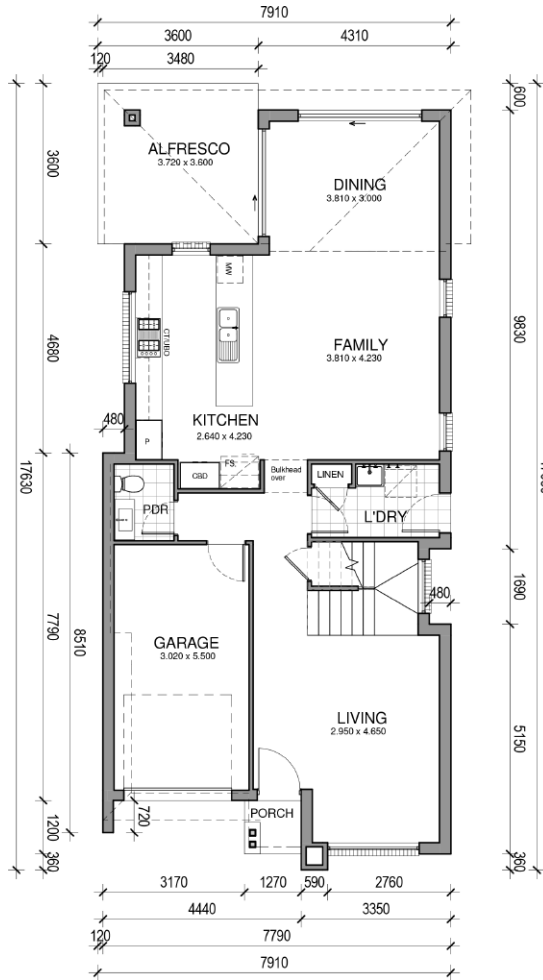 7910
3600 4310
120 3480
600
ALFRESCO
3.720 x 3.600
DINING
3.810 x 3.000
3600
MW
9830
FAMILY
3.810 x 4.230
4680
480
KITCHEN
2.640 x 4.230
P
CBD
FS.
Bulkhead
over
LINEN
17630
PDR
L'DRY
480
1690
7790
8510
GARAGE
3.020 x 5.500
LIVING
2.950 x 4.650
5150
720
PORCH
1200
360
360
3170 1270 590 2760
4440 3350
120 7790
7910